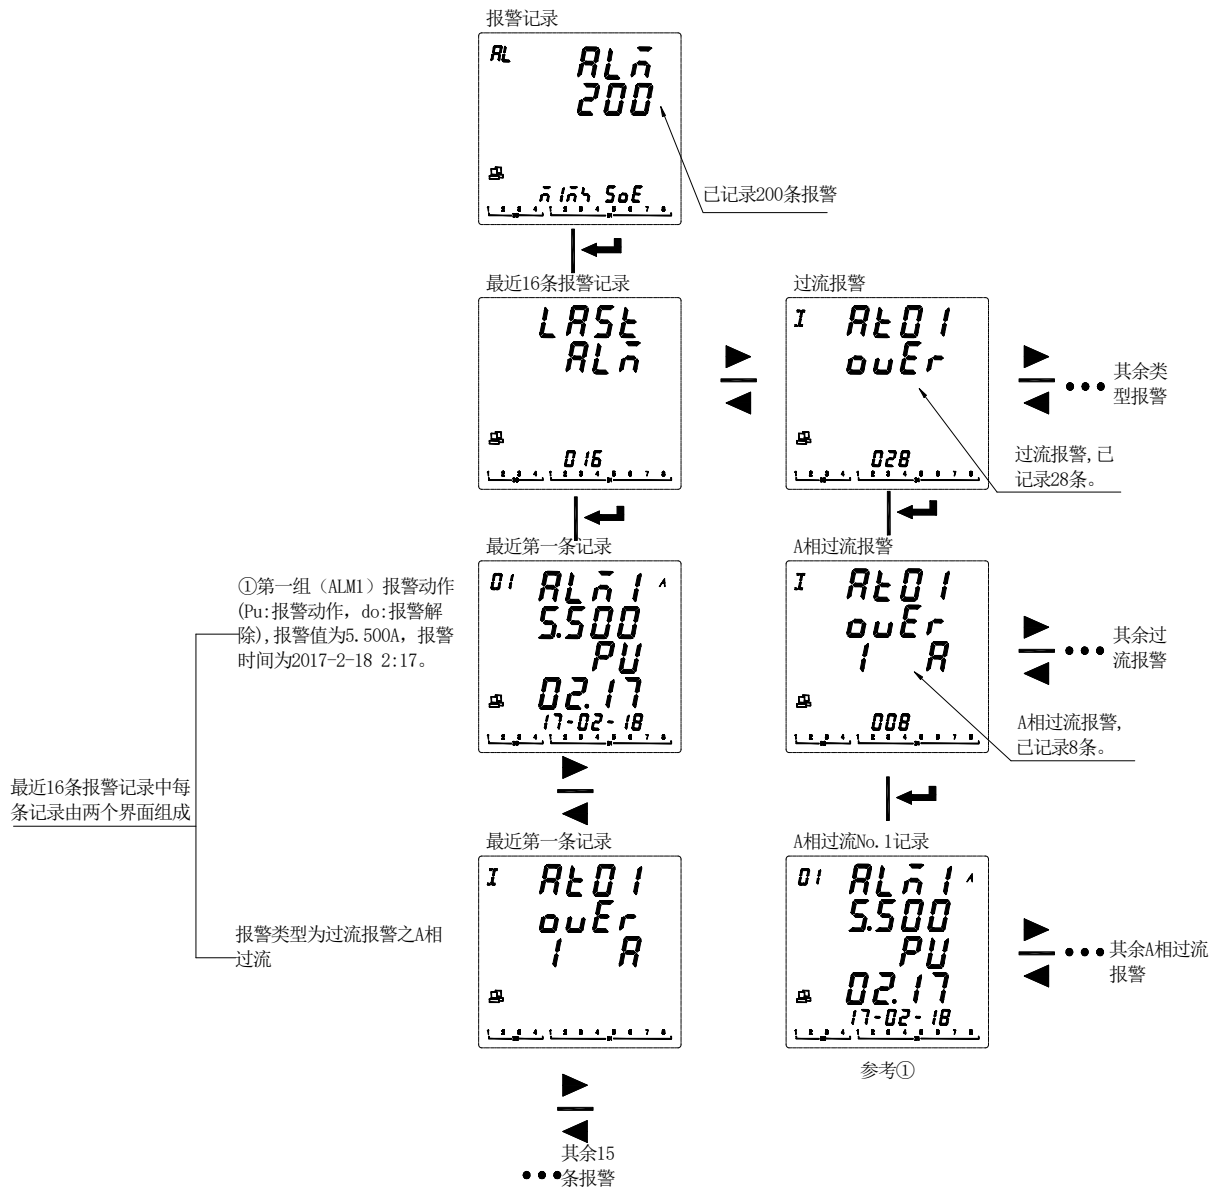 报警记录
AL
ALM
200
MIMH SoE
已记录200条报警
最近16条报警记录
LASt
ALM
016
过流报警
I
At01
ovEr
028
其余类
型报警
过流报警,已
记录28条。
最近第一条记录
01 ALM1
5.500
PU
02.17
17-02-18
①第一组（ALM1）报警动作
(Pu:报警动作，do:报警解
除),报警值为5.500A，报警
时间为2017-2-18 2:17。
A相过流报警
I
At01
ovEr
1 A
008
其余过
流报警
A相过流报警,
已记录8条。
最近16条报警记录中每
条记录由两个界面组成
最近第一条记录
I
At01
ovEr
1 A
报警类型为过流报警之A相
过流
A相过流No.1记录
01 ALM1
5.500
PU
02.17
17-02-18
其余A相过流
报警
参考①
其余15
条报警